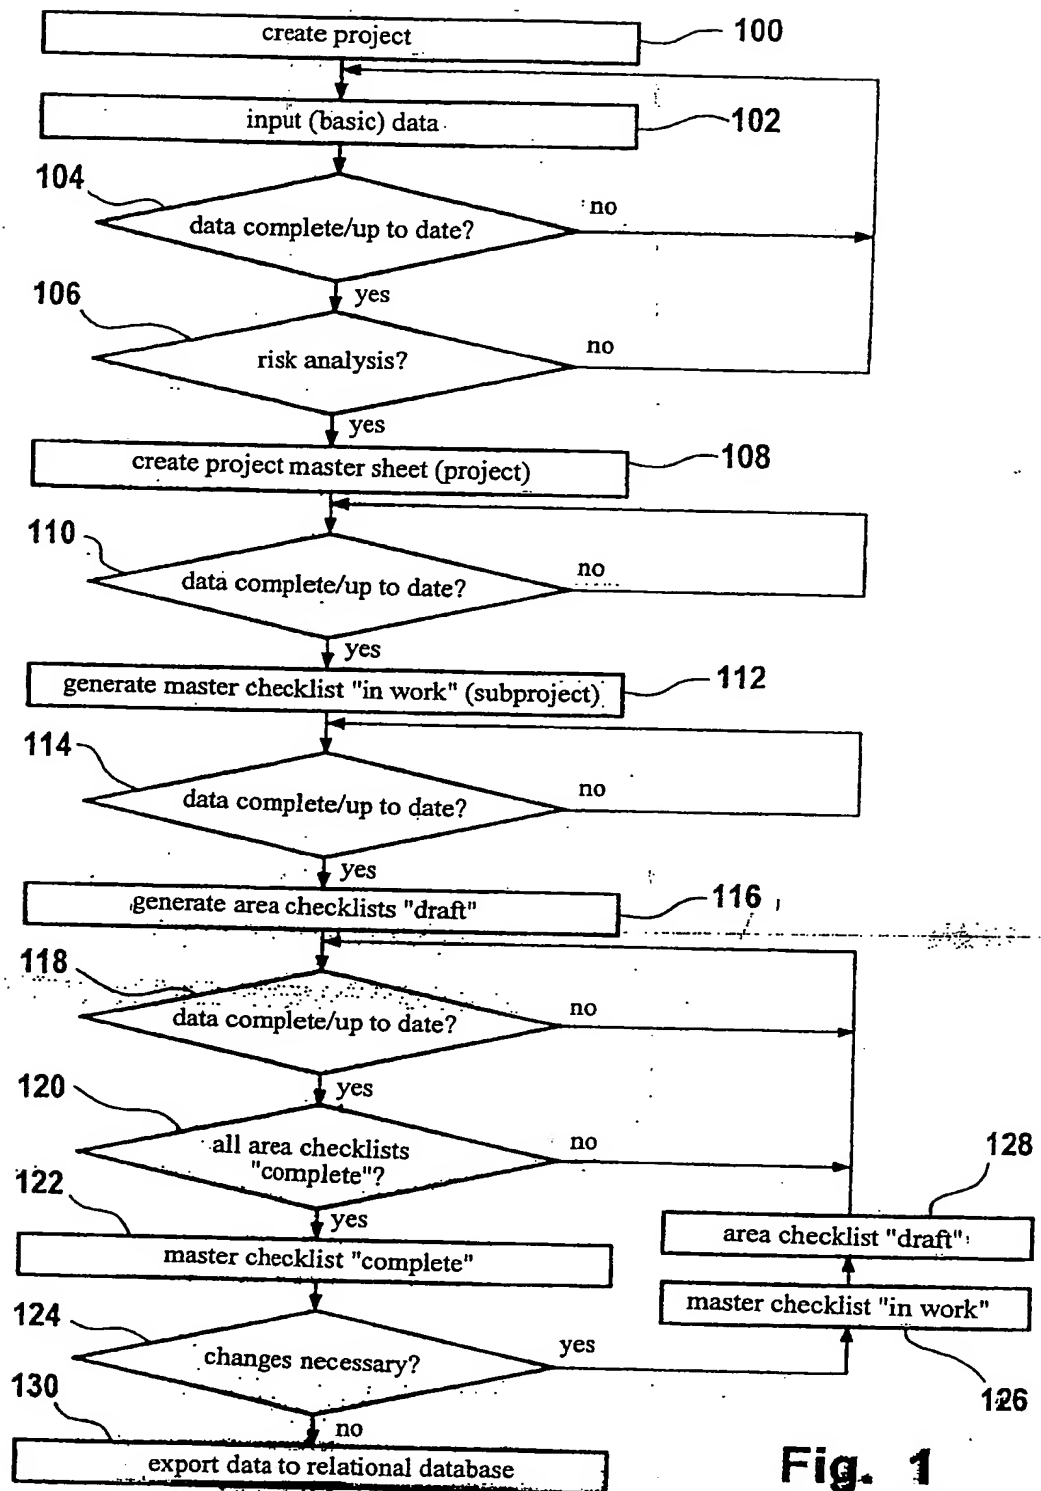 create project
100
input (basic) data
102
104
data complete/up to date?
no
yes
106
risk analysis?
no
yes
create project master sheet (project)
108
110
data complete/up to date?
no
yes
generate master checklist "in work" (subproject)
112
114
data complete/up to date?
no
yes
generate area checklists "draft"
116
118
data complete/up to date?
no
yes
120
all area checklists
"complete"?
no
128
122
yes
area checklist "draft"
master checklist "complete"
master checklist "in work"
124
changes necessary?
yes
126
130
no
export data to relational database
Fig. 1